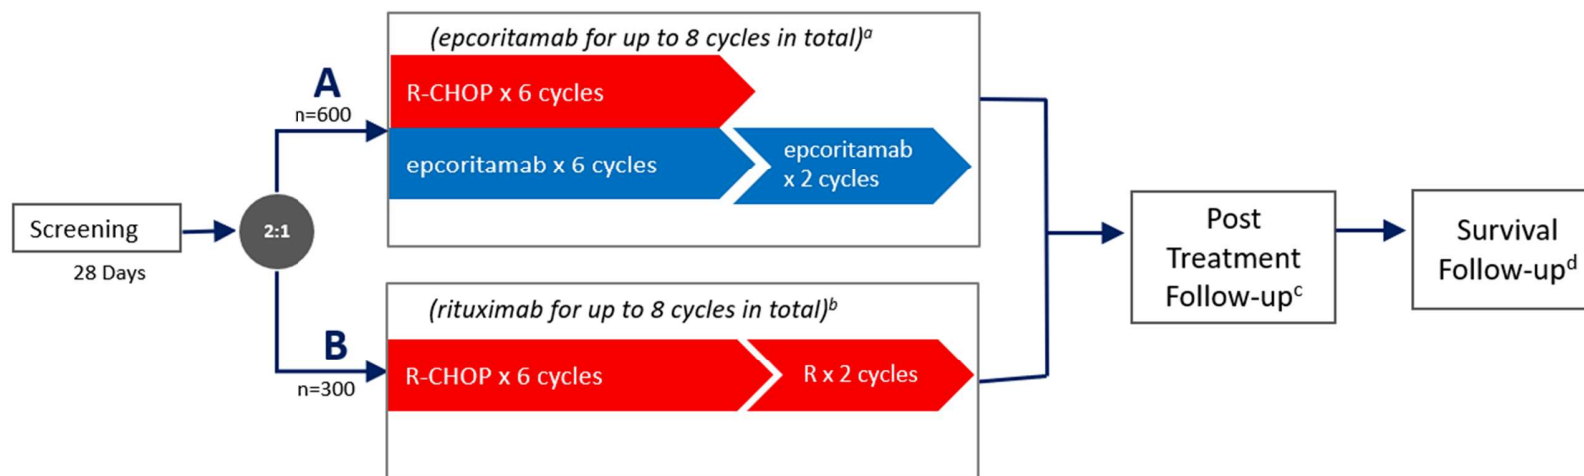 (epcoritamab for up to 8 cycles in total)ᵃ
A
n=600
R-CHOP x 6 cycles
epcoritamab x 6 cycles
epcoritamab
x 2 cycles
Screening
28 Days
2:1
(rituximab for up to 8 cycles in total)ᵇ
B
n=300
R-CHOP x 6 cycles
R x 2 cycles
Post
Treatment
Follow-upᶜ
Survival
Follow-upᵈ